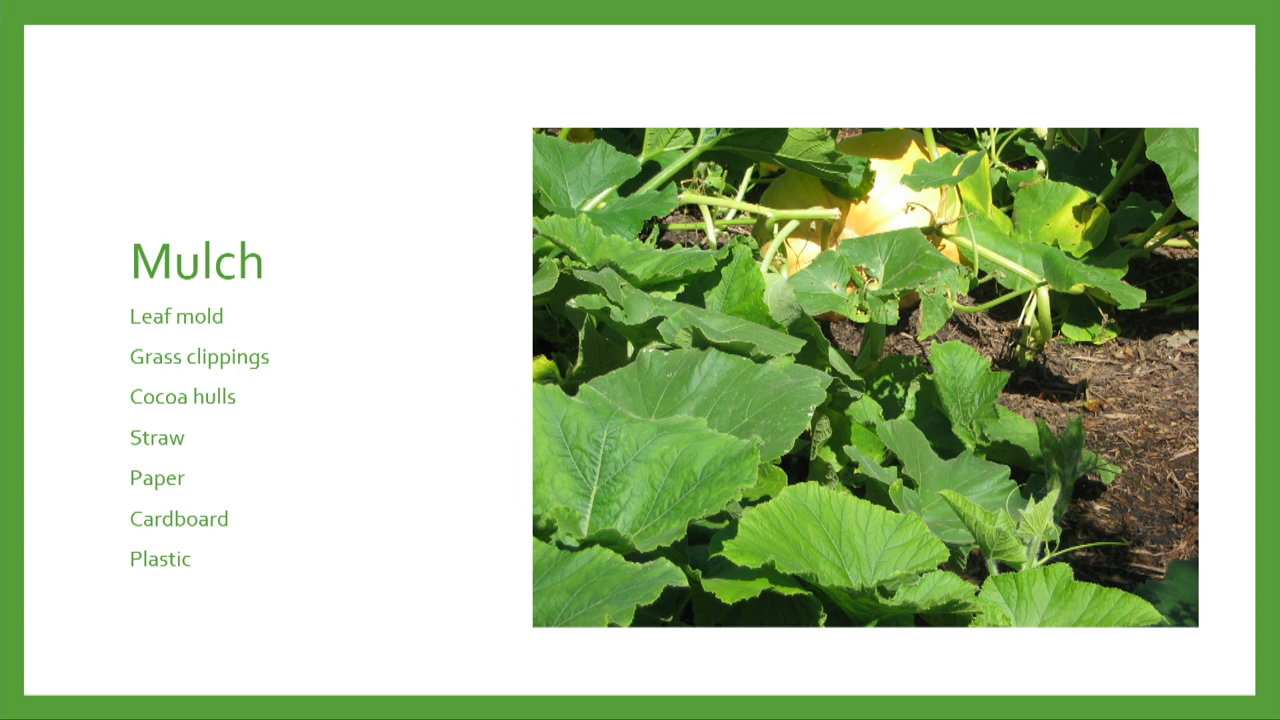 Mulch
Leaf mold
Grass clippings
Cocoa hulls
Straw
Paper
Cardboard
Plastic